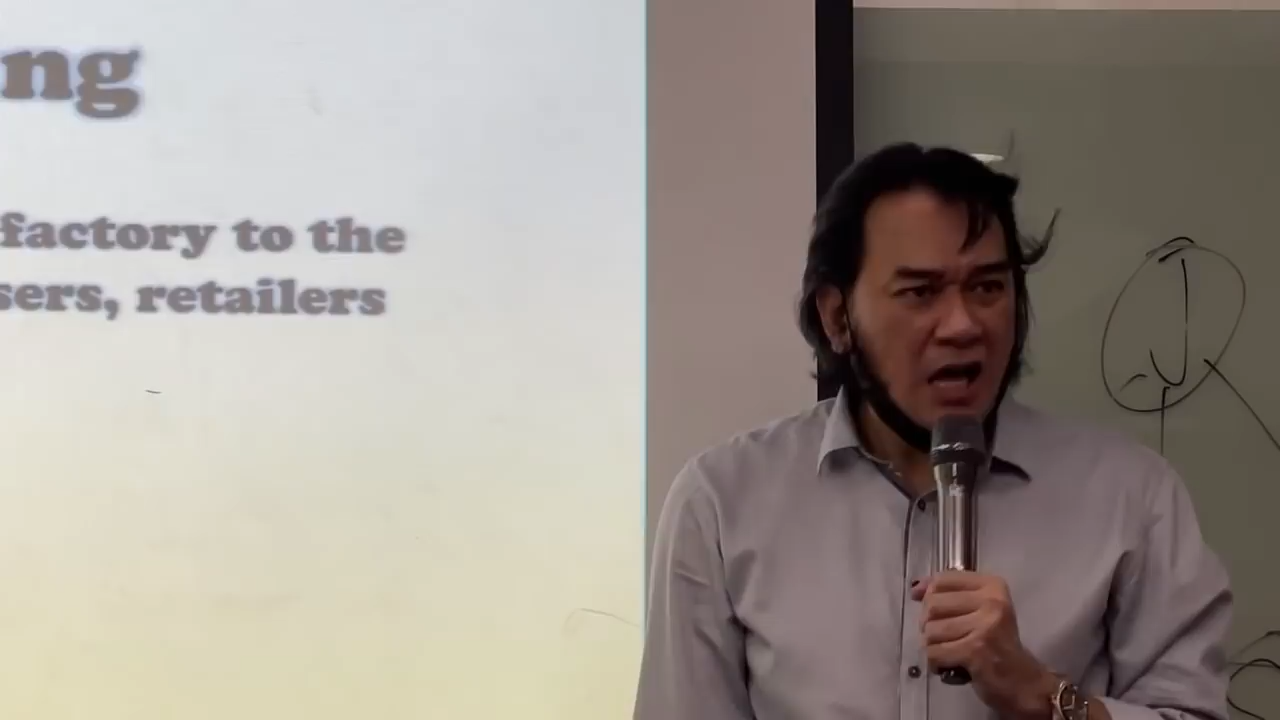 ng
factory to the
sers, retailers